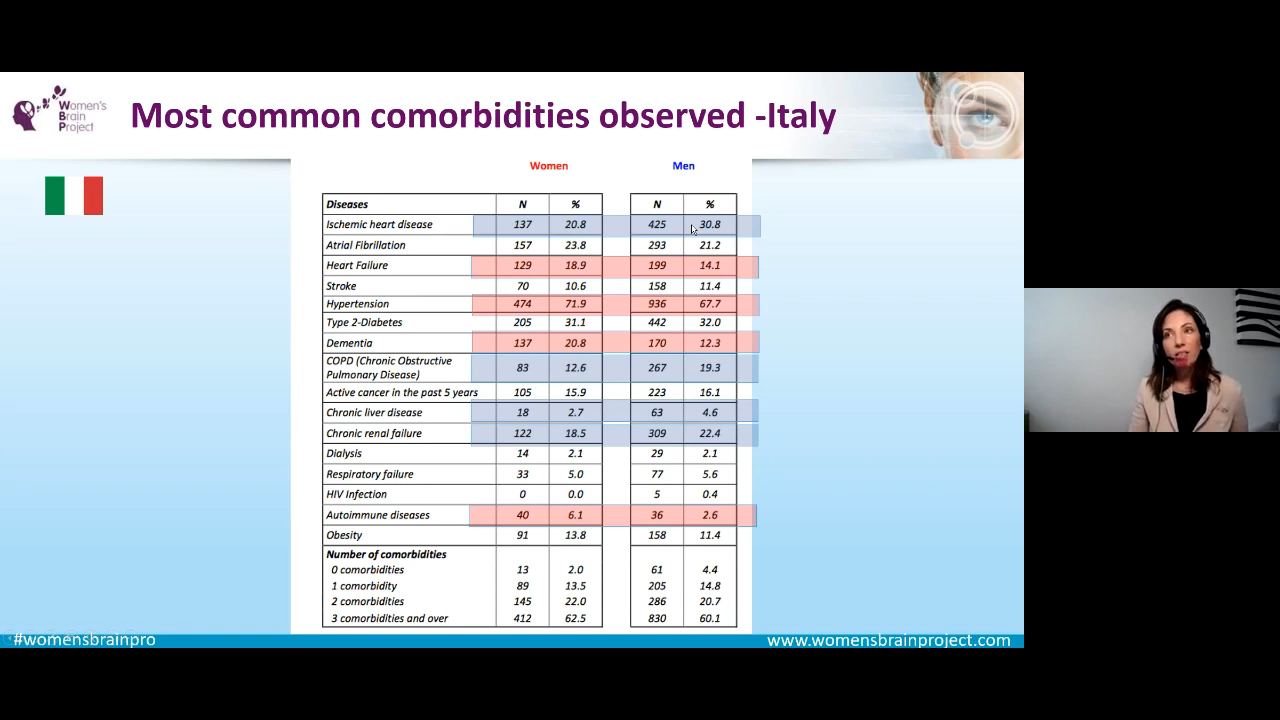 Women's
Brain
Project
Most common comorbidities observed -Italy
Women Men
Diseases N % N %
Ischemic heart disease 137 20.8 425 30.8
Atrial Fibrillation 157 23.8 293 21.2
Heart Failure 129 18.9 199 14.1
Stroke 70 10.6 158 11.4
Hypertension 474 71.9 936 67.7
Type 2-Diabetes 205 31.1 442 32.0
Dementia 137 20.8 170 12.3
COPD (Chronic Obstructive
Pulmonary Disease) 83 12.6 267 19.3
Active cancer in the past 5 years 105 15.9 223 16.1
Chronic liver disease 18 2.7 63 4.6
Chronic renal failure 122 18.5 309 22.4
Dialysis 14 2.1 29 2.1
Respiratory failure 33 5.0 77 5.6
HIV Infection 0 0.0 5 0.4
Autoimmune diseases 40 6.1 36 2.6
Obesity 91 13.8 158 11.4
Number of comorbidities
0 comorbidities 13 2.0 61 4.4
1 comorbidity 89 13.5 205 14.8
2 comorbidities 145 22.0 286 20.7
3 comorbidities and over 412 62.5 830 60.1
#womensbrainpro www.womensbrainproject.com